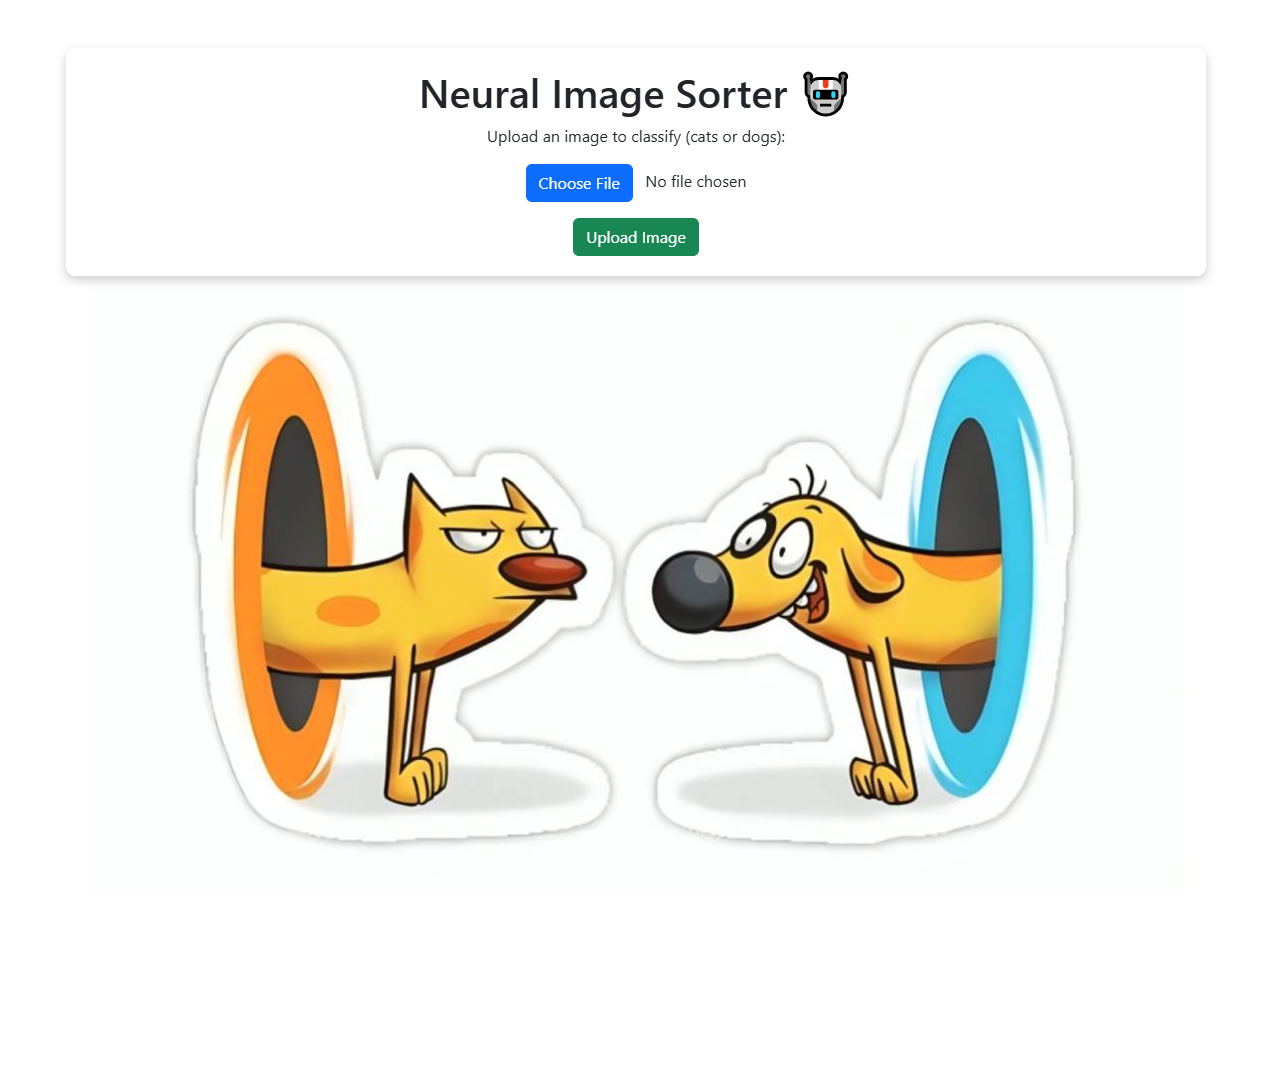 Neural Image Sorter
Upload an image to classify (cats or dogs):
Choose File No file chosen
Upload Image